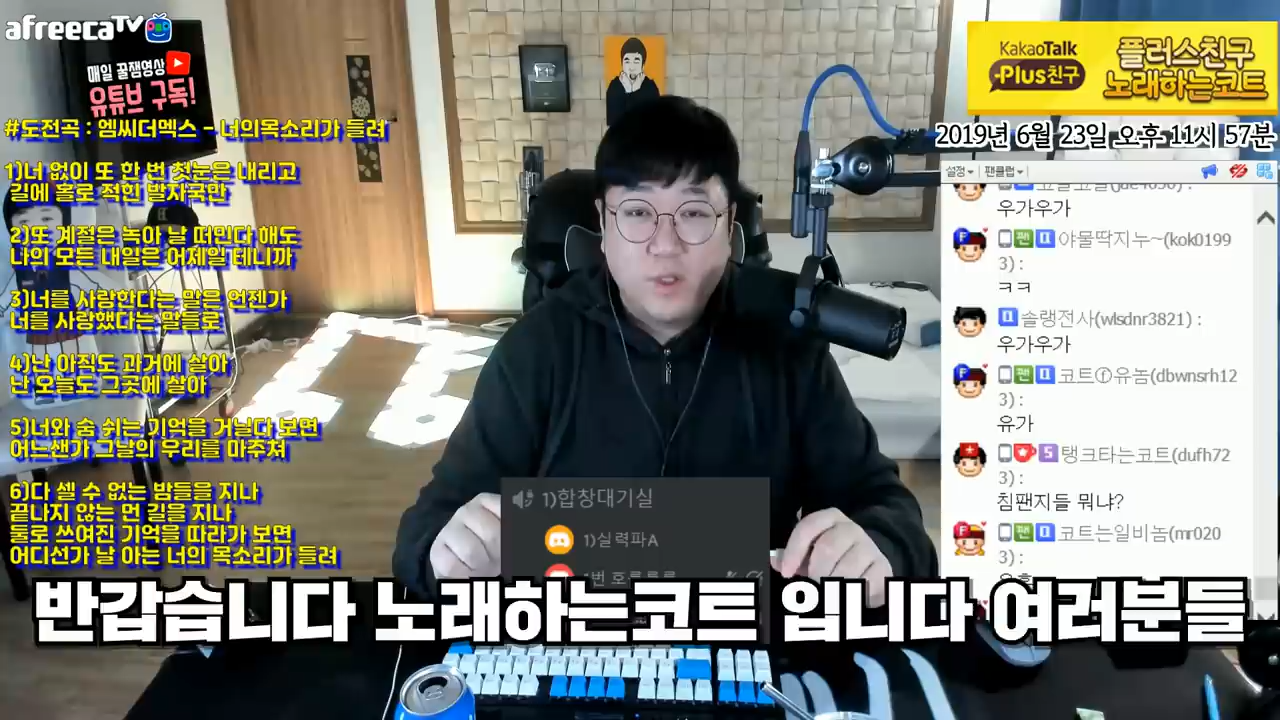 afreecaTV
매일 꿀잼영상
유튜브 구독!
#도전곡 : 엠씨더맥스 - 너의목소리가 들려
1)너 없이 또 한 번 첫눈은 내리고
길에 홀로 적힌 발자국만
2)또 계절은 녹아 날 떠민다 해도
나의 모든 내일은 어제일 테니까
3)너를 사랑한다는 말은 언젠가
너를 사랑했다는 말들로
4)난 아직도 과거에 살아
난 오늘도 그곳에 살아
5)너와 숨 쉬는 기억을 거닐다 보면
어느샌가 그날의 우리를 마주쳐
6)다 셀 수 없는 밤들을 지나
끝나지 않는 먼 길을 지나
둘로 쓰여진 기억을 따라가 보면
어디선가 날 아는 너의 목소리가 들려
KakaoTalk
Plus친구
플러스친구
노래하는코트
2019년 6월 23일 오후 11시 57분
설정 팬클럽
우가우가
F 팬 야물딱지누~(kok0199
3) :
ㅋㅋ
솔랭전사(wlsdnr3821) :
우가우가
F 팬 코트ⓕ유놈(dbwnsrh12
3) :
유가
S 탱크타는코트(dufh72
3) :
침팬지들 뭐냐?
F 팬 코트는일비놈(mr020
3) :
1)합창대기실
1)실력파A
반갑습니다 노래하는코트 입니다 여러분들